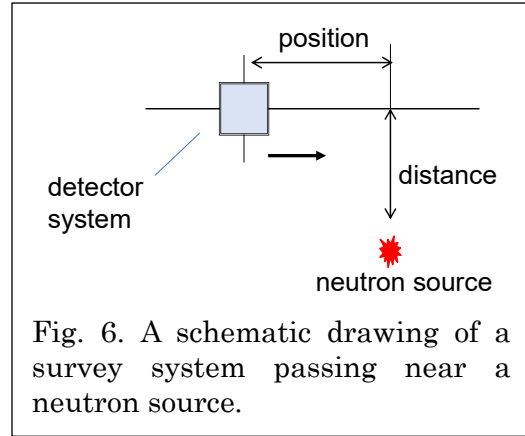 position
distance
detector
system
neutron source
Fig. 6. A schematic drawing of a
survey system passing near a
neutron source.